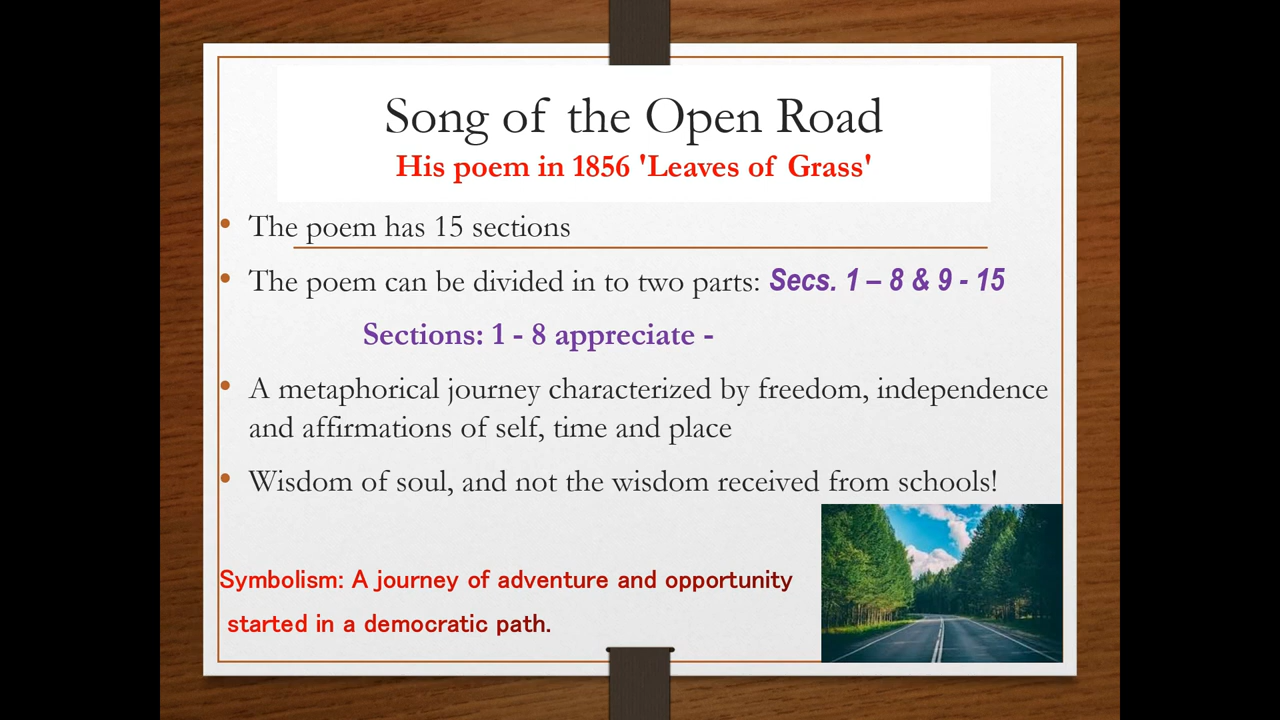 Song of the Open Road
His poem in 1856 'Leaves of Grass'
• The poem has 15 sections
• The poem can be divided in to two parts: Secs. 1 – 8 & 9 - 15
Sections: 1 - 8 appreciate -
• A metaphorical journey characterized by freedom, independence
and affirmations of self, time and place
• Wisdom of soul, and not the wisdom received from schools!
Symbolism: A journey of adventure and opportunity
started in a democratic path.